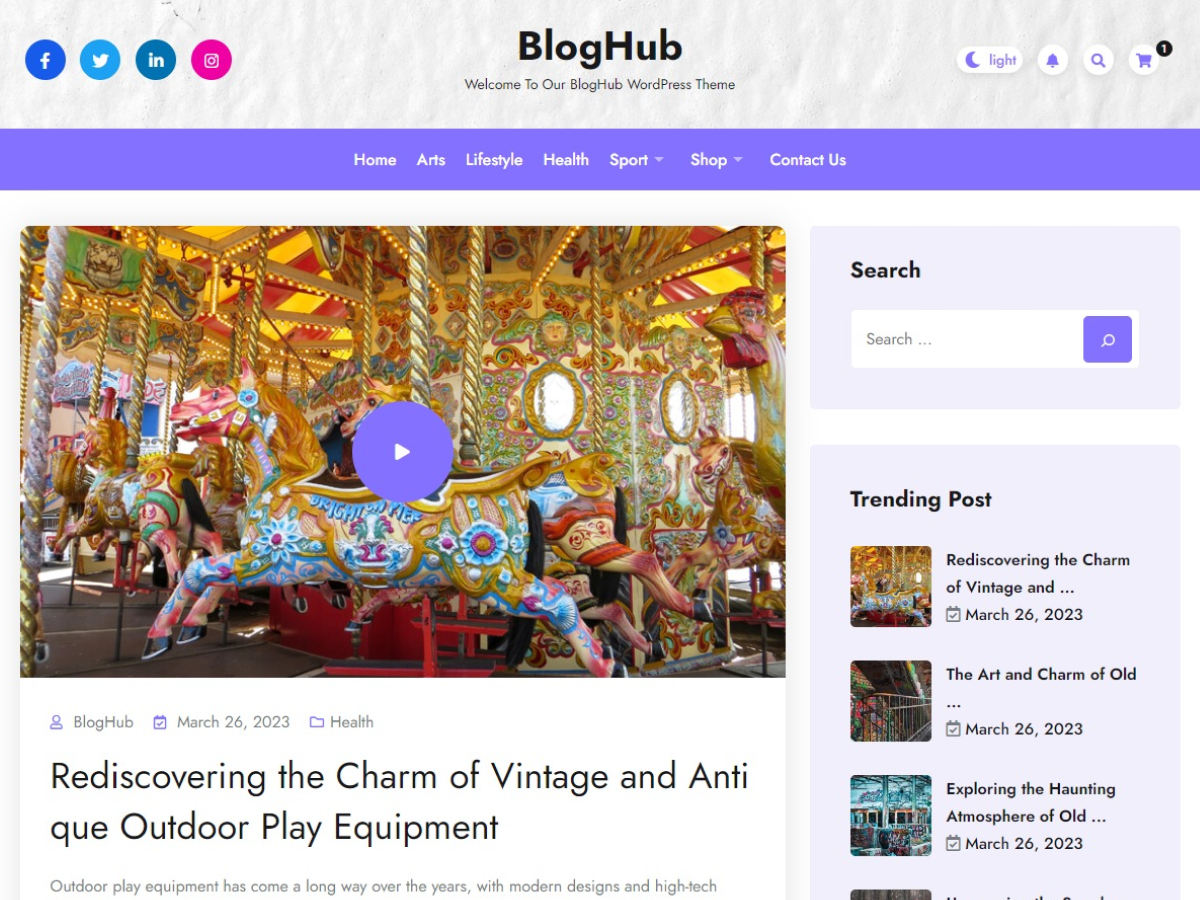 BlogHub
Welcome To Our BlogHub WordPress Theme
light
1
Home Arts Lifestyle Health Sport Shop Contact Us
BRIGHTON PIER
BlogHub March 26, 2023 Health
Rediscovering the Charm of Vintage and Anti
que Outdoor Play Equipment
Outdoor play equipment has come a long way over the years, with modern designs and high-tech
Search
Search …
Trending Post
Rediscovering the Charm
of Vintage and …
March 26, 2023
The Art and Charm of Old
…
March 26, 2023
Exploring the Haunting
Atmosphere of Old …
March 26, 2023